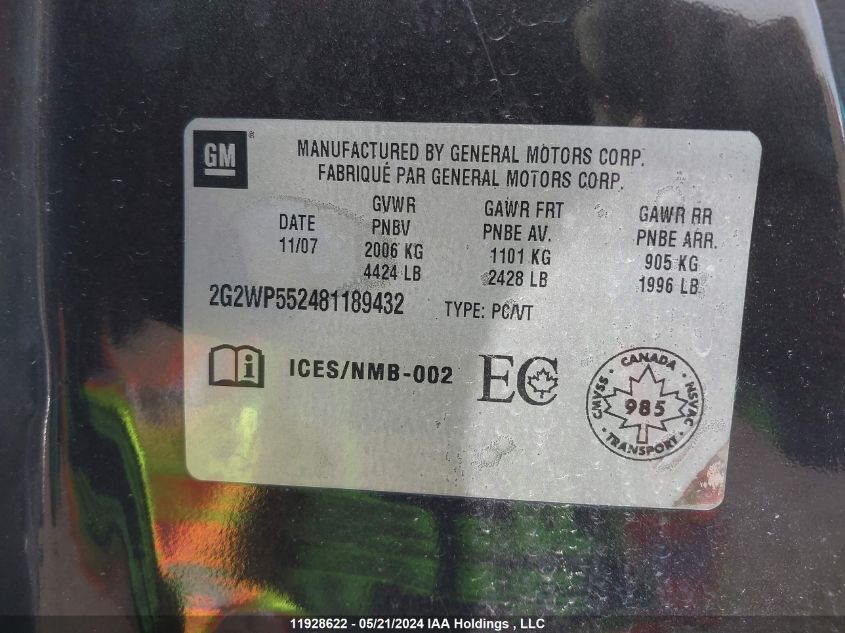 GM®
MANUFACTURED BY GENERAL MOTORS CORP.
FABRIQUÉ PAR GENERAL MOTORS CORP.
DATE
11/07
GVWR
PNBV
2006 KG
4424 LB
GAWR FRT
PNBE AV.
1101 KG
2428 LB
GAWR RR
PNBE ARR.
905 KG
1996 LB
2G2WP552481189432 TYPE: PC/VT
i ICES/NMB-002 EC
CANADA
CMVSS 985 NSVAC
TRANSPORT
11928622 - 05/21/2024 IAA Holdings , LLC